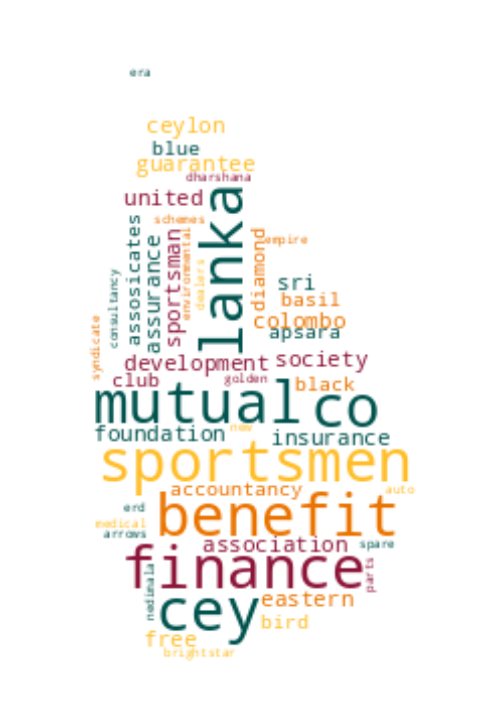 era
ceylon
blue
guarantee
dharshana
united
lanka
schemes
assosicates
assurance
sportsman
environmental
dealers
diamond
empire
consultancy
sri
basil
colombo
apsara
syndicate
development
society
club
golden
black
mutual
co
foundation
new
insurance
sportsmen
accountancy
auto
benefit
erd
medical
arrows
association
spare
finance
parts
nedimala
cey
eastern
bird
free
brightstar